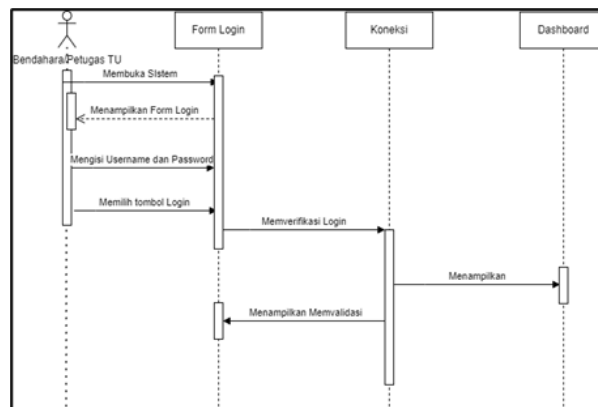 Form Login
Koneksi
Dashboard
Bendahara/Petugas TU
Membuka SIstem
Menampilkan Form Login
Mengisi Username dan Password
Memilih tombol Login
Memverifikasi Login
Menampilkan
Menampilkan Memvalidasi